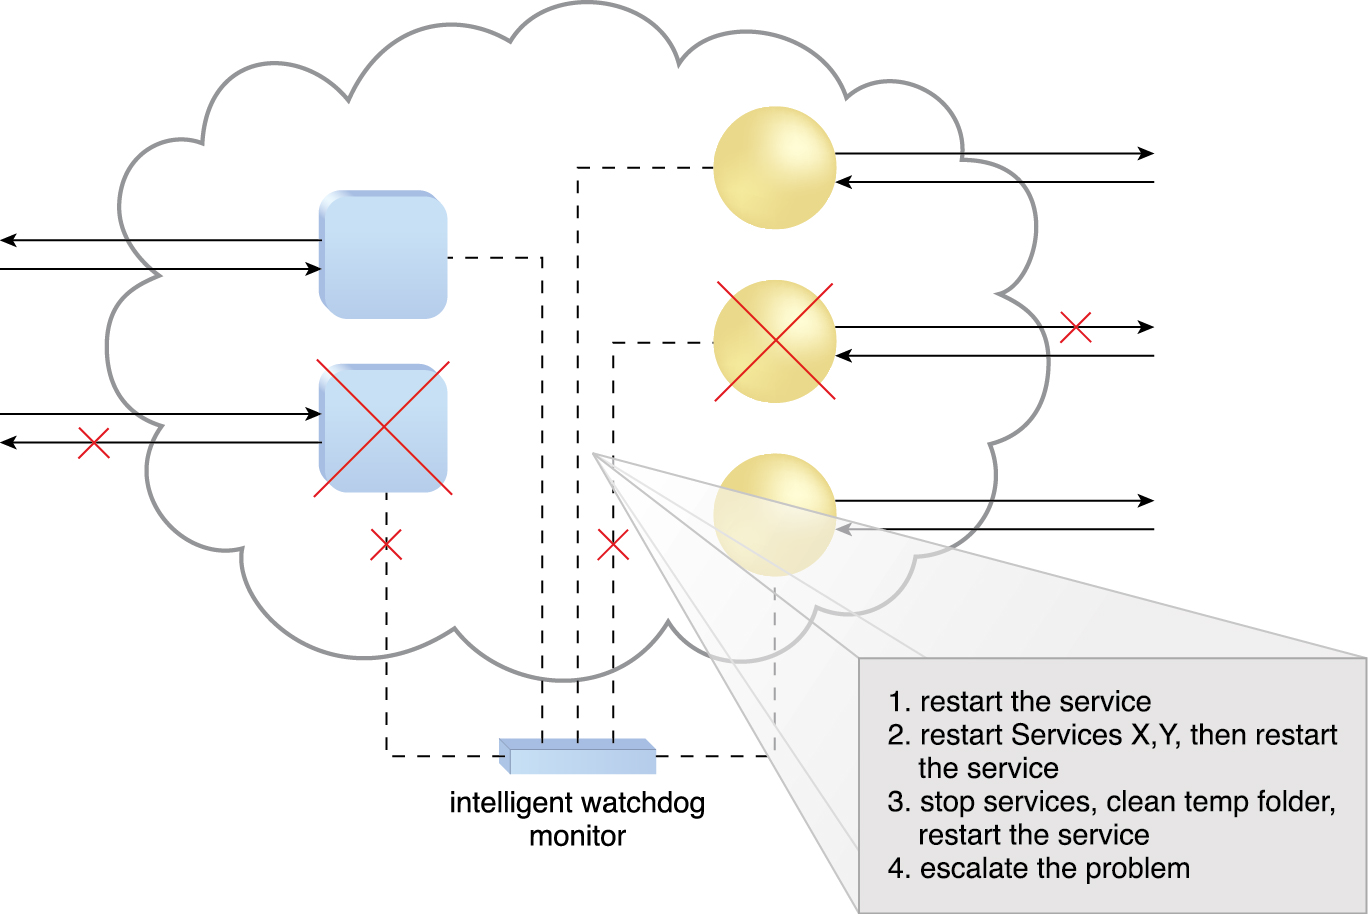 intelligent watchdog
monitor
1. restart the service
2. restart Services X,Y, then restart
the service
3. stop services, clean temp folder,
restart the service
4. escalate the problem